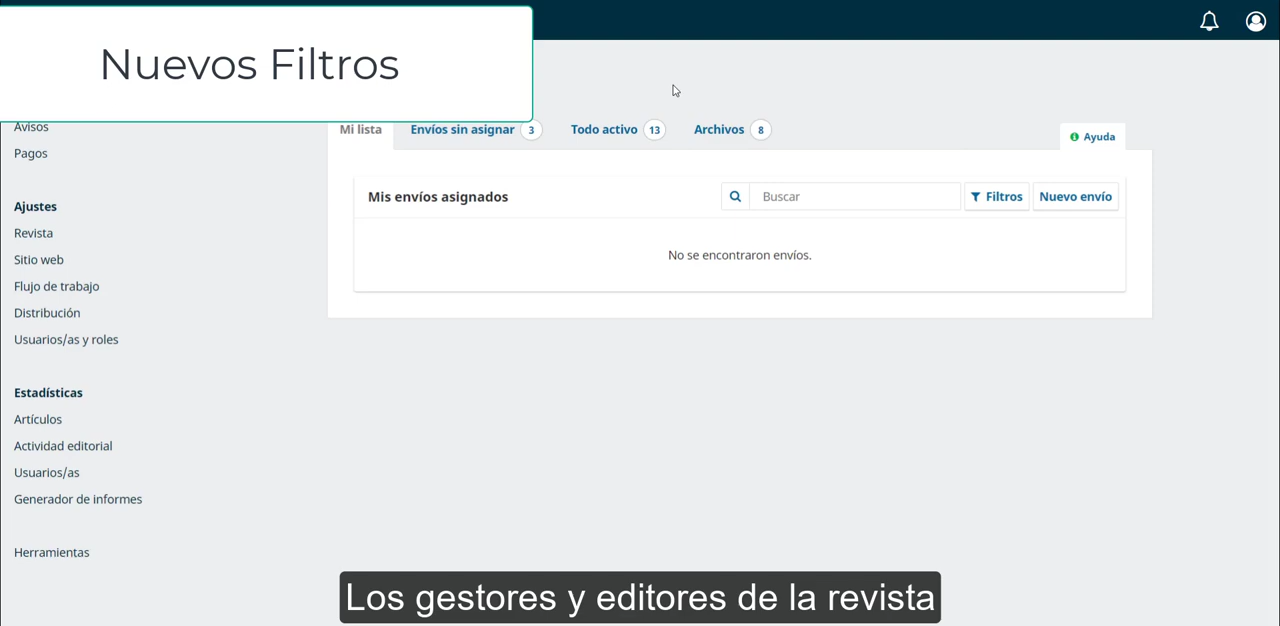 Nuevos Filtros
Avisos
Pagos
Ajustes
Revista
Sitio web
Flujo de trabajo
Distribución
Usuarios/as y roles
Estadísticas
Artículos
Actividad editorial
Usuarios/as
Generador de informes
Herramientas
Mi lista Envíos sin asignar 3 Todo activo 13 Archivos 8 Ayuda
Mis envíos asignados Buscar Filtros Nuevo envío
No se encontraron envíos.
Los gestores y editores de la revista